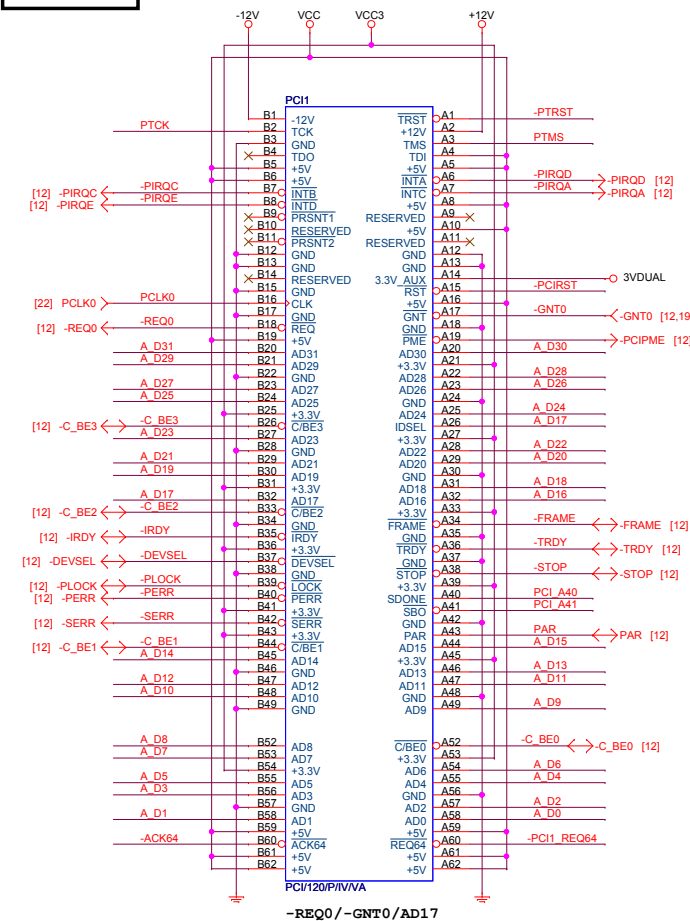 -12V VCC VCC3 +12V
PCI1
B1 -12V TRST A1 -PTRST
PTCK B2 TCK +12V A2
B3 GND TMS A3 PTMS
B4 TDO TDI A4
B5 +5V +5V A5
B6 +5V INTA A6 -PIRQD -PIRQD [12]
[12] -PIRQC -PIRQC B7 INTB INTC A7 -PIRQA -PIRQA [12]
[12] -PIRQE -PIRQE B8 INTD +5V A8
B9 PRSNT1 RESERVED A9
B10 RESERVED +5V A10
B11 PRSNT2 RESERVED A11
B12 GND GND A12
B13 GND GND A13
B14 RESERVED 3.3V_AUX A14 3VDUAL
B15 GND RST A15 -PCIRST
[22] PCLK0 PCLK0 B16 CLK +5V A16
B17 GND GNT A17 -GNT0 -GNT0 [12,19
[12] -REQ0 -REQ0 B18 REQ GND A18
B19 +5V PME A19 -PCIPME [12]
A_D31 B20 AD31 AD30 A20 A_D30
A_D29 B21 AD29 +3.3V A21
B22 GND AD28 A22 A_D28
A_D27 B23 AD27 AD26 A23 A_D26
A_D25 B24 AD25 GND A24
B25 +3.3V AD24 A25 A_D24
[12] -C_BE3 -C_BE3 B26 C/BE3 IDSEL A26 A_D17
A_D23 B27 AD23 +3.3V A27
B28 GND AD22 A28 A_D22
A_D21 B29 AD21 AD20 A29 A_D20
A_D19 B30 AD19 GND A30
B31 +3.3V AD18 A31 A_D18
A_D17 B32 AD17 AD16 A32 A_D16
[12] -C_BE2 -C_BE2 B33 C/BE2 +3.3V A33
B34 GND FRAME A34 -FRAME -FRAME [12]
[12] -IRDY -IRDY B35 IRDY GND A35
B36 +3.3V TRDY A36 -TRDY -TRDY [12]
[12] -DEVSEL -DEVSEL B37 DEVSEL GND A37
B38 GND STOP A38 -STOP -STOP [12]
[12] -PLOCK -PLOCK B39 LOCK +3.3V A39
[12] -PERR -PERR B40 PERR SDONE A40 PCI_A40
B41 +3.3V SBO A41 PCI_A41
[12] -SERR -SERR B42 SERR GND A42
B43 +3.3V PAR A43 PAR PAR [12]
[12] -C_BE1 -C_BE1 B44 C/BE1 AD15 A44 A_D15
A_D14 B45 AD14 +3.3V A45
B46 GND AD13 A46 A_D13
A_D12 B47 AD12 AD11 A47 A_D11
A_D10 B48 AD10 GND A48
B49 GND AD9 A49 A_D9
A_D8 B52 AD8 C/BE0 A52 -C_BE0 -C_BE0 [12]
A_D7 B53 AD7 +3.3V A53
B54 +3.3V AD6 A54 A_D6
A_D5 B55 AD5 AD4 A55 A_D4
A_D3 B56 AD3 GND A56
B57 GND AD2 A57 A_D2
A_D1 B58 AD1 AD0 A58 A_D0
B59 +5V +5V A59
-ACK64 B60 ACK64 REQ64 A60 -PCI1_REQ64
B61 +5V +5V A61
B62 +5V +5V A62
PCI/120/P/IV/VA
-REQ0/-GNT0/AD17